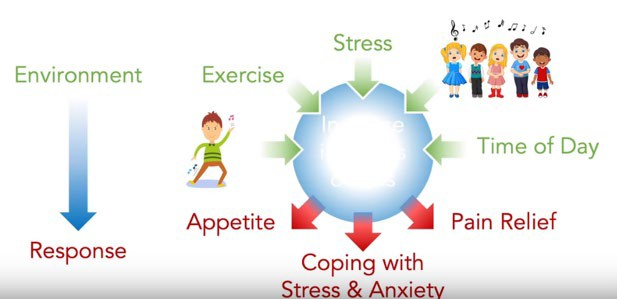 Stress
Environment
Exercise
Time of Day
Appetite
Pain Relief
Response
Coping with
Stress & Anxiety